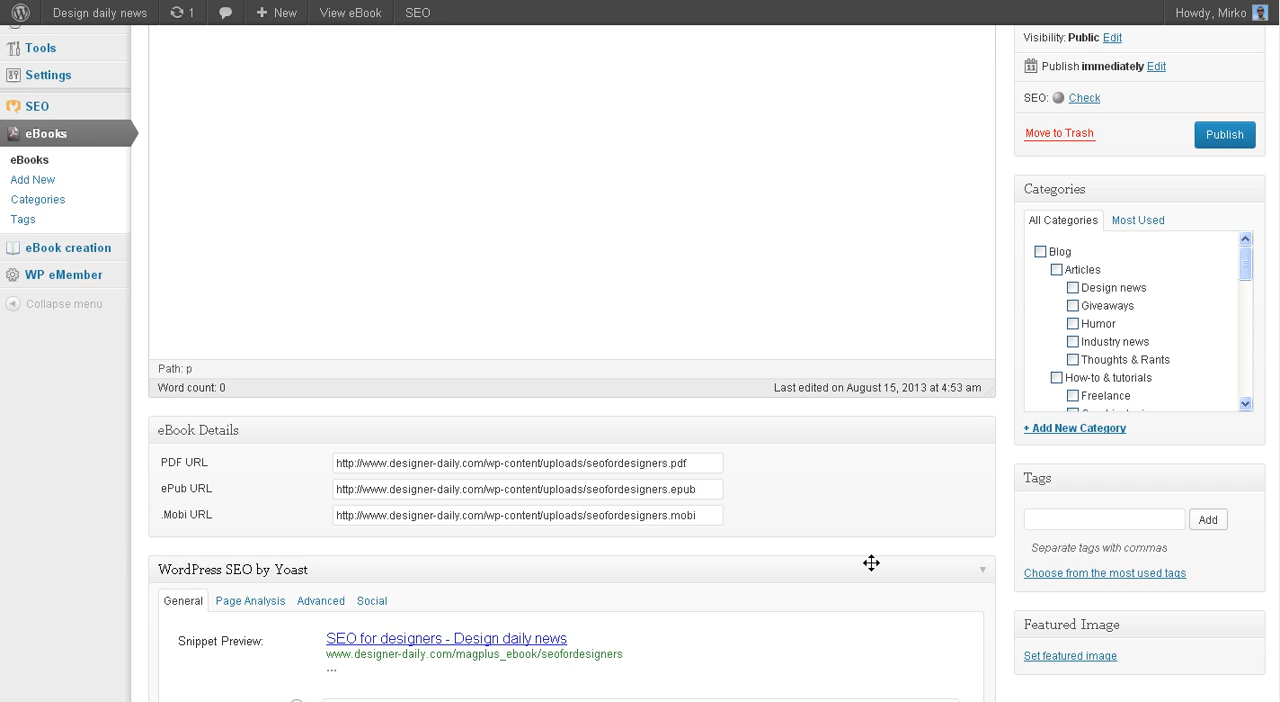 Design daily news 1 New View eBook SEO Howdy, Mirko
Tools
Settings
SEO
eBooks
eBooks
Add New
Categories
Tags
eBook creation
WP eMember
Collapse menu
Path: p
Word count: 0 Last edited on August 15, 2013 at 4:53 am
eBook Details
PDF URL http://www.designer-daily.com/wp-content/uploads/seofordesigners.pdf
ePub URL http://www.designer-daily.com/wp-content/uploads/seofordesigners.epub
.Mobi URL http://www.designer-daily.com/wp-content/uploads/seofordesigners.mobi
WordPress SEO by Yoast
General Page Analysis Advanced Social
Snippet Preview: SEO for designers - Design daily news
www.designer-daily.com/magplus_ebook/seofordesigners
...
Visibility: Public Edit
11 Publish immediately Edit
SEO: Check
Move to Trash Publish
Categories
All Categories Most Used
Blog
Articles
Design news
Giveaways
Humor
Industry news
Thoughts & Rants
How-to & tutorials
Freelance
+ Add New Category
Tags
Add
Separate tags with commas
Choose from the most used tags
Featured Image
Set featured image